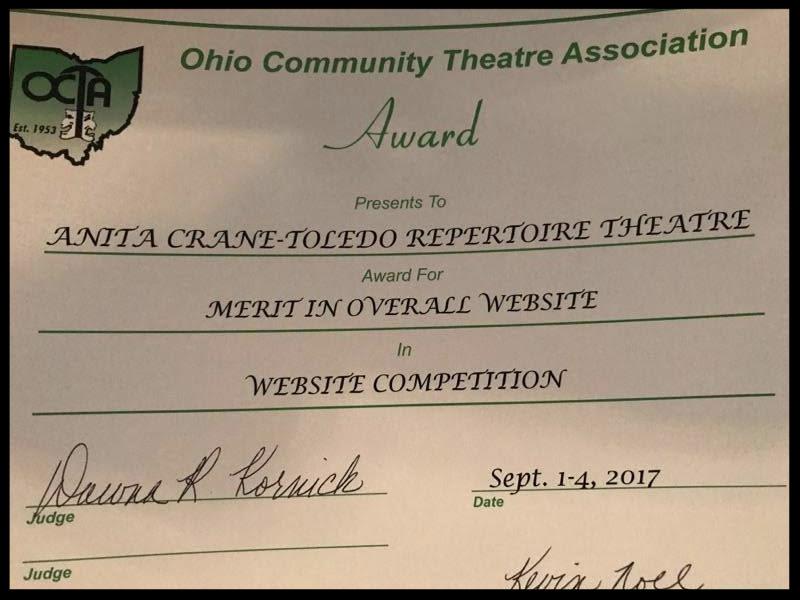 Ohio Community Theatre Association
OCTA
Est. 1953
Award
Presents To
ANITA CRANE-TOLEDO REPERTOIRE THEATRE
Award For
MERIT IN OVERALL WEBSITE
In
WEBSITE COMPETITION
Dawna R. Kornick
Sept. 1-4, 2017
Judge
Date
Judge
Kevin